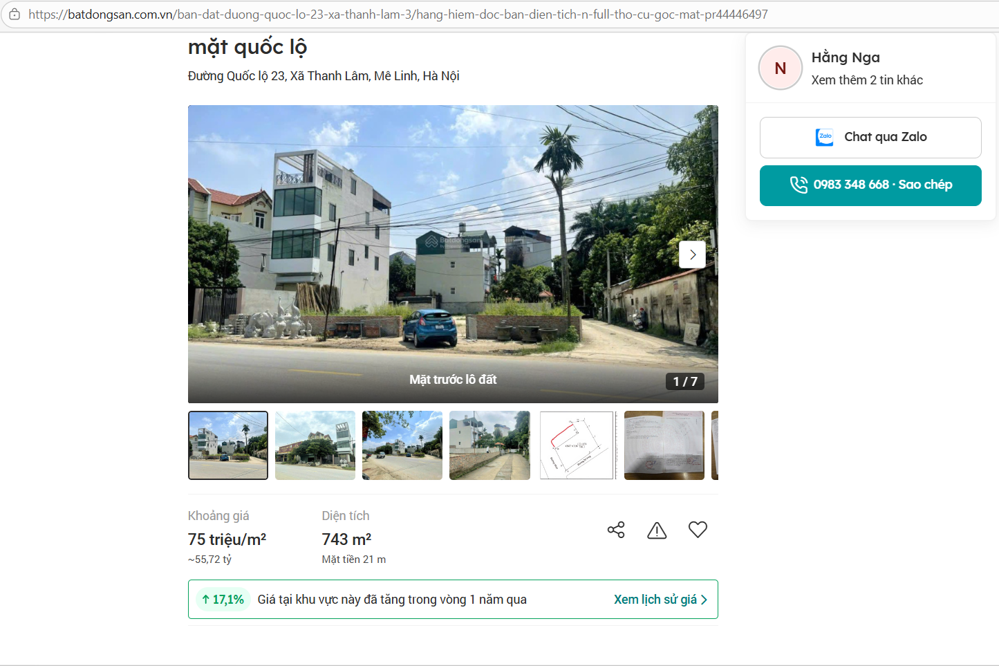 https://batdongsan.com.vn/ban-dat-duong-quoc-lo-23-xa-thanh-lam-3/hang-hiem-doc-ban-dien-tich-n-full-tho-cu-goc-mat-pr44446497
mặt quốc lộ
Đường Quốc lộ 23, Xã Thanh Lâm, Mê Linh, Hà Nội
N
Hằng Nga
Xem thêm 2 tin khác
Zalo
Chat qua Zalo
0983 348 668 · Sao chép
Batdongsan
Mặt trước lô đất
1 / 7
Khoảng giá
75 triệu/m²
~55,72 tỷ
Diện tích
743 m²
Mặt tiền 21 m
17,1%
Giá tại khu vực này đã tăng trong vòng 1 năm qua
Xem lịch sử giá